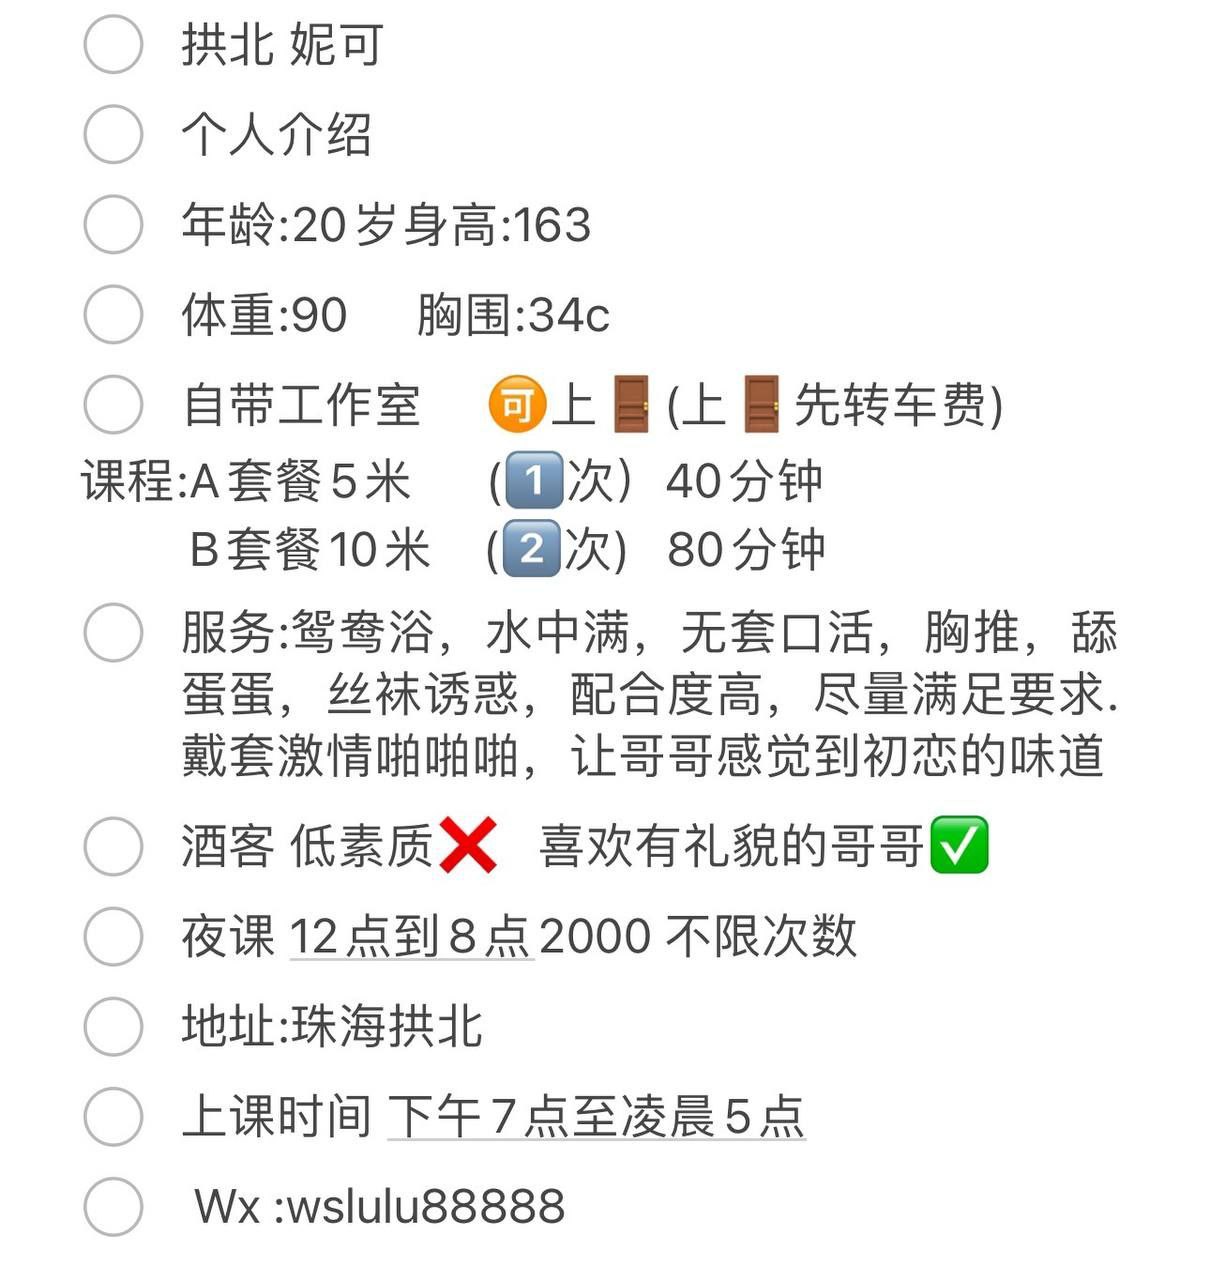 拱北 妮可
个人介绍
年龄:20岁身高:163
体重:90 胸围:34c
自带工作室 🉑上🚪(上🚪先转车费)
课程:A套餐5米 (1️⃣次) 40分钟
B套餐10米 (2️⃣次) 80分钟
服务:鸳鸯浴，水中满，无套口活，胸推，舔
蛋蛋，丝袜诱惑，配合度高，尽量满足要求.
戴套激情啪啪啪，让哥哥感觉到初恋的味道
酒客 低素质❌ 喜欢有礼貌的哥哥✅
夜课 12点到8点2000 不限次数
地址:珠海拱北
上课时间 下午7点至凌晨5点
Wx :wslulu88888